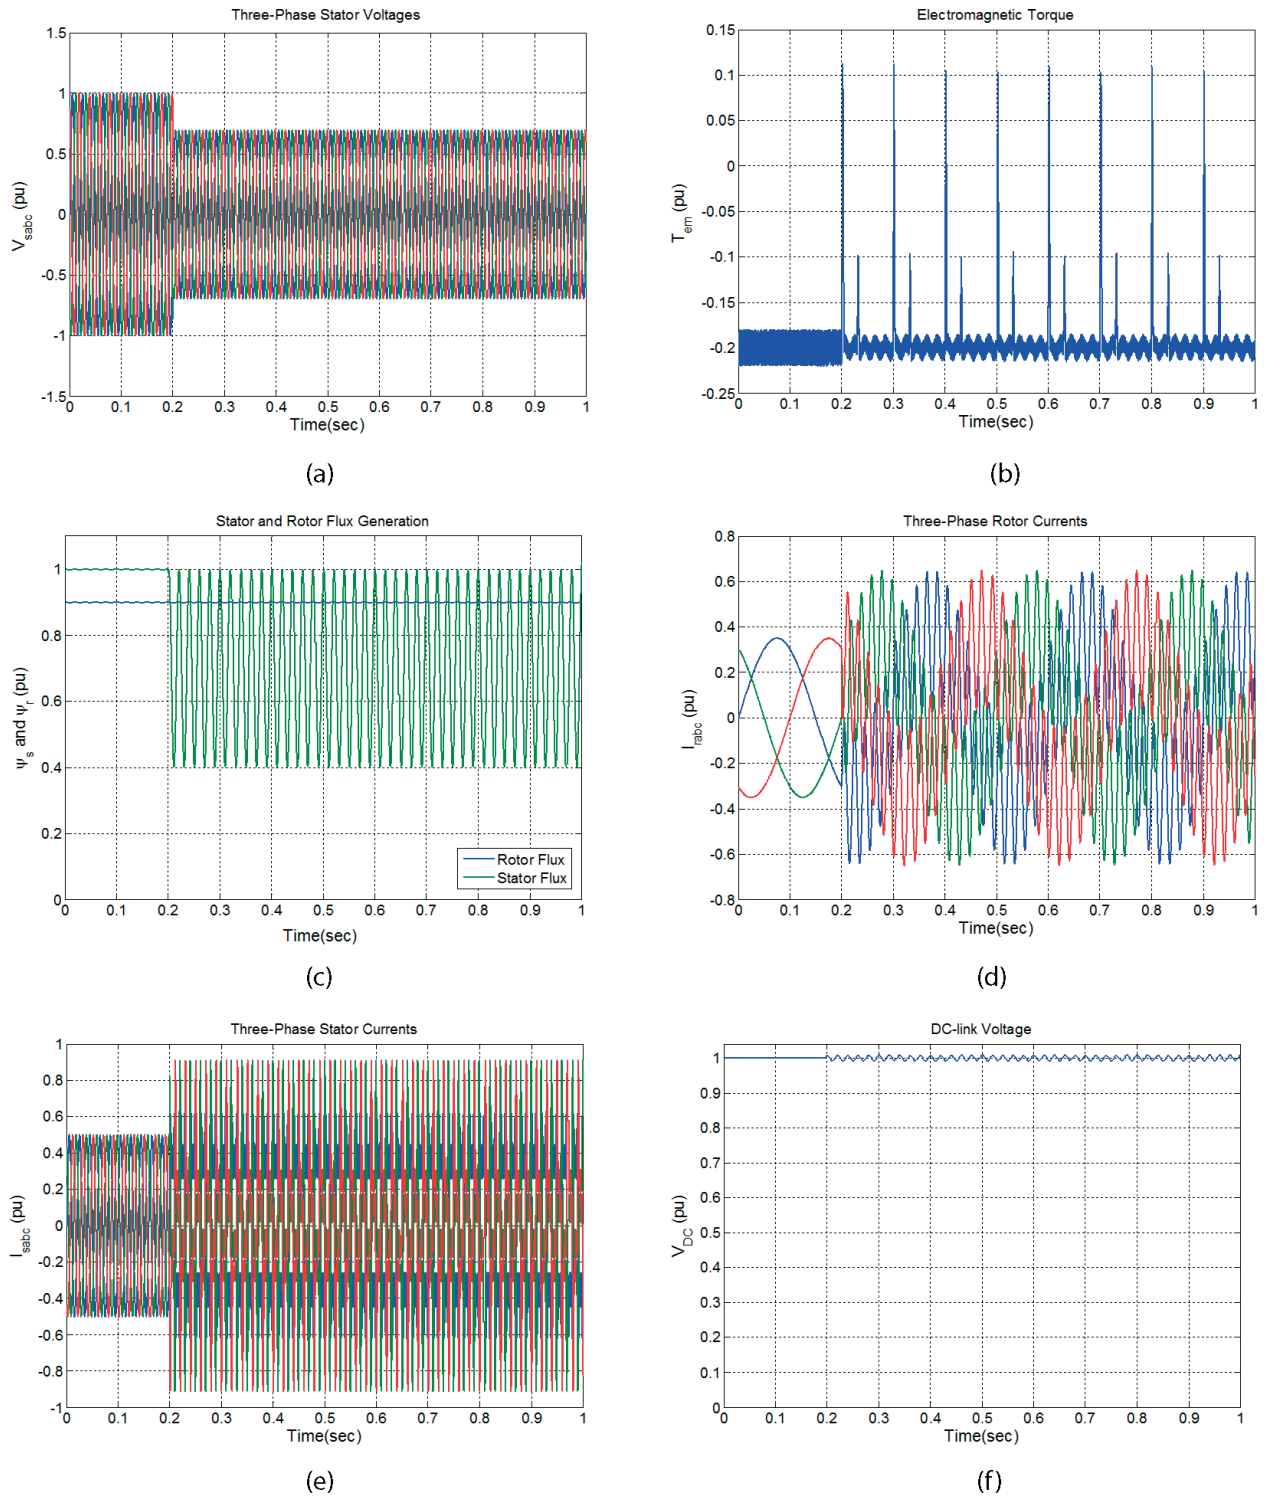 Three-Phase Stator Voltages
1.5
1
0.5
0
-0.5
-1
-1.5
V_sabc (pu)
0 0.1 0.2 0.3 0.4 0.5 0.6 0.7 0.8 0.9 1
Time(sec)
(a)
Electromagnetic Torque
0.15
0.1
0.05
0
-0.05
-0.1
-0.15
-0.2
-0.25
T_em (pu)
0 0.1 0.2 0.3 0.4 0.5 0.6 0.7 0.8 0.9 1
Time(sec)
(b)
Stator and Rotor Flux Generation
1
0.8
0.6
0.4
0.2
0
Ψ_s and Ψ_r (pu)
Rotor Flux
Stator Flux
0 0.1 0.2 0.3 0.4 0.5 0.6 0.7 0.8 0.9 1
Time(sec)
(c)
Three-Phase Rotor Currents
0.8
0.6
0.4
0.2
0
-0.2
-0.4
-0.6
-0.8
I_rabc (pu)
0 0.1 0.2 0.3 0.4 0.5 0.6 0.7 0.8 0.9 1
Time(sec)
(d)
Three-Phase Stator Currents
1
0.8
0.6
0.4
0.2
0
-0.2
-0.4
-0.6
-0.8
-1
I_sabc (pu)
0 0.1 0.2 0.3 0.4 0.5 0.6 0.7 0.8 0.9 1
Time(sec)
(e)
DC-link Voltage
1
0.9
0.8
0.7
0.6
0.5
0.4
0.3
0.2
0.1
0
V_DC (pu)
0 0.1 0.2 0.3 0.4 0.5 0.6 0.7 0.8 0.9 1
Time(sec)
(f)